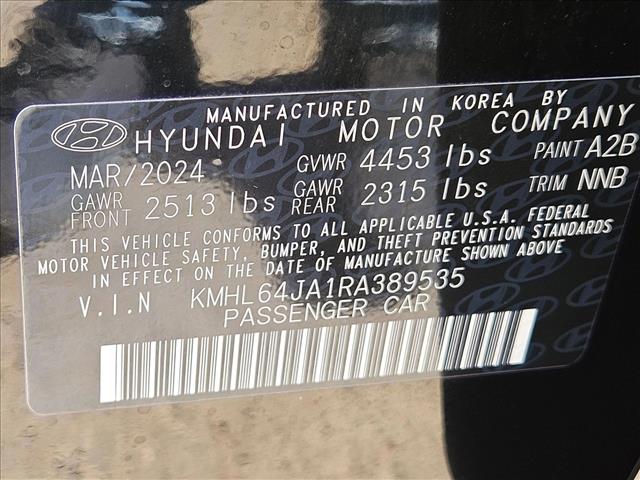 MANUFACTURED IN KOREA BY
HYUNDAI MOTOR COMPANY
MAR/2024 GVWR 4453 lbs PAINT A2B
GAWR FRONT 2513 lbs GAWR REAR 2315 lbs TRIM NNB
THIS VEHICLE CONFORMS TO ALL APPLICABLE U.S.A. FEDERAL
MOTOR VEHICLE SAFETY, BUMPER, AND THEFT PREVENTION STANDARDS
IN EFFECT ON THE DATE OF MANUFACTURE SHOWN ABOVE
V.I.N KMHL64JA1RA389535
PASSENGER CAR